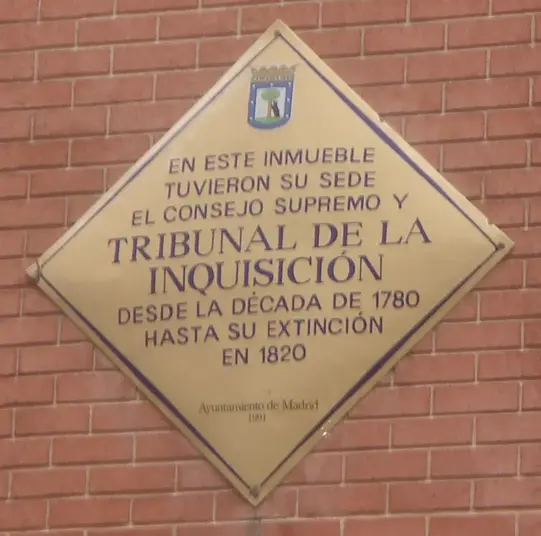 EN ESTE INMUEBLE
TUVIERON SU SEDE
EL CONSEJO SUPREMO Y
TRIBUNAL DE LA
INQUISICIÓN
DESDE LA DÉCADA DE 1780
HASTA SU EXTINCIÓN
EN 1820
Ayuntamiento de Madrid
1991